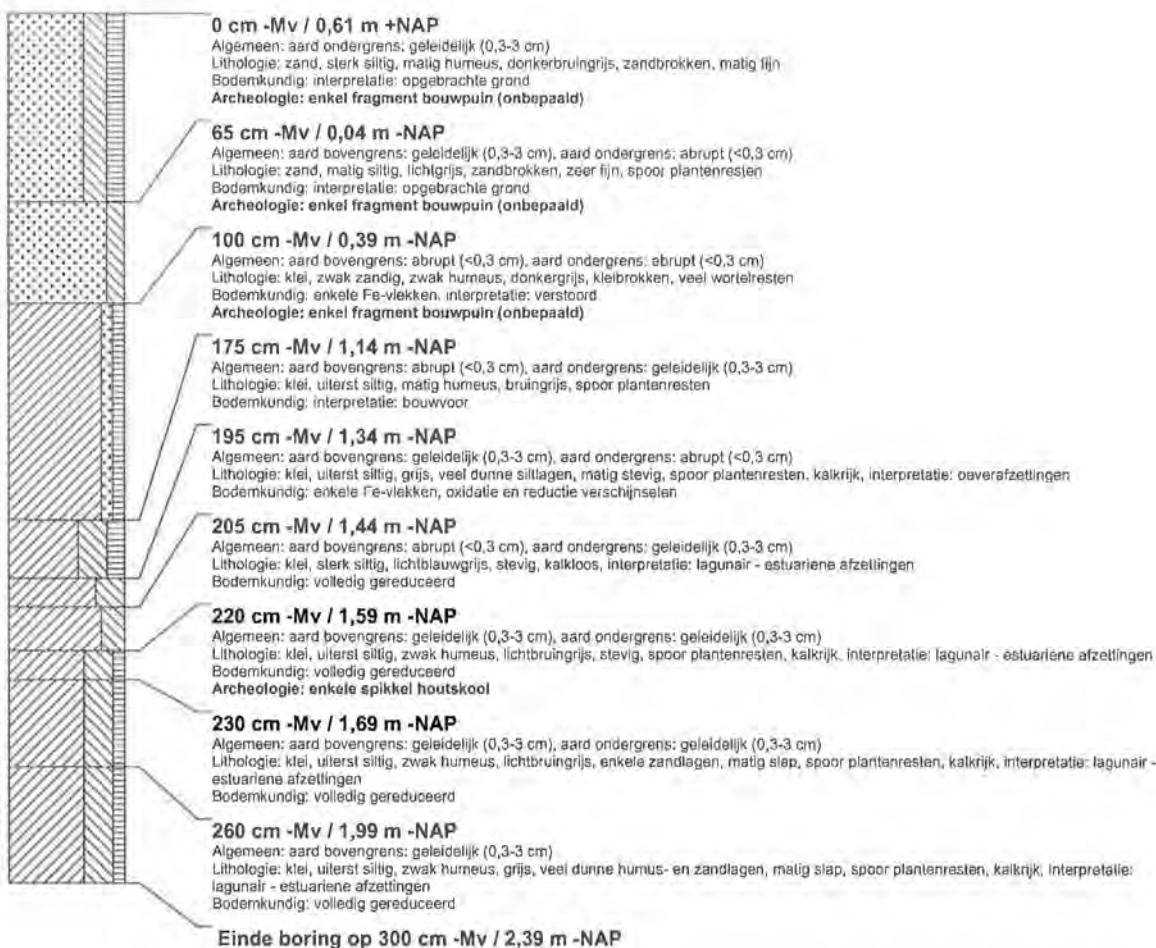 0 cm -Mv / 0,61 m +NAP
Algemeen: aard ondergrens: geleidelijk (0,3-3 cm)
Lithologie: zand, sterk siltig, matig humeus, donkerbruingrijs, zandbrokken, matig fijn
Bodemkundig: interpretatie: opgebrachte grond
Archeologie: enkel fragment bouwpuin (onbepaald)
65 cm -Mv / 0,04 m -NAP
Algemeen: aard bovengrens: geleidelijk (0,3-3 cm), aard ondergrens: abrupt (<0,3 cm)
Lithologie: zand, matig siltig, lichtgrijs, zandbrokken, zeer fijn, spoor plantenresten
Bodemkundig: interpretatie: opgebrachte grond
Archeologie: enkel fragment bouwpuin (onbepaald)
100 cm -Mv / 0,39 m -NAP
Algemeen: aard bovengrens: abrupt (<0,3 cm), aard ondergrens: abrupt (<0,3 cm)
Lithologie: klei, zwak zandig, zwak humeus, donkergrijs, kleibrokken, veel wortelresten
Bodemkundig: enkele Fe-vlekken, interpretatie: verstoord
Archeologie: enkel fragment bouwpuin (onbepaald)
175 cm -Mv / 1,14 m -NAP
Algemeen: aard bovengrens: abrupt (<0,3 cm), aard ondergrens: geleidelijk (0,3-3 cm)
Lithologie: klei, uiterst siltig, matig humeus, bruingrijs, spoor plantenresten
Bodemkundig: interpretatie: bouwvoor
195 cm -Mv / 1,34 m -NAP
Algemeen: aard bovengrens: geleidelijk (0,3-3 cm), aard ondergrens: abrupt (<0,3 cm)
Lithologie: klei, uiterst siltig, grijs, veel dunne siltlagen, matig stevig, spoor plantenresten, kalkrijk, interpretatie: oeverafzettingen
Bodemkundig: enkele Fe-vlekken, oxidatie en reductie verschijnselen
205 cm -Mv / 1,44 m -NAP
Algemeen: aard bovengrens: abrupt (<0,3 cm), aard ondergrens: geleidelijk (0,3-3 cm)
Lithologie: klei, sterk siltig, lichtblauwgrijs, stevig, kalkloos, interpretatie: lagunair - estuariene afzettingen
Bodemkundig: volledig gereduceerd
220 cm -Mv / 1,59 m -NAP
Algemeen: aard bovengrens: geleidelijk (0,3-3 cm), aard ondergrens: geleidelijk (0,3-3 cm)
Lithologie: klei, uiterst siltig, zwak humeus, lichtbruingrijs, stevig, spoor plantenresten, kalkrijk, interpretatie: lagunair - estuariene afzettingen
Bodemkundig: volledig gereduceerd
Archeologie: enkele spikkel houtskool
230 cm -Mv / 1,69 m -NAP
Algemeen: aard bovengrens: geleidelijk (0,3-3 cm), aard ondergrens: geleidelijk (0,3-3 cm)
Lithologie: klei, uiterst siltig, zwak humeus, lichtbruingrijs, enkele zandlagen, matig slap, spoor plantenresten, kalkrijk, interpretatie: lagunair -
estuariene afzettingen
Bodemkundig: volledig gereduceerd
260 cm -Mv / 1,99 m -NAP
Algemeen: aard bovengrens: geleidelijk (0,3-3 cm)
Lithologie: klei, uiterst siltig, zwak humeus, grijs, veel dunne humus- en zandlagen, matig slap, spoor plantenresten, kalkrijk, interpretatie:
lagunair - estuariene afzettingen
Bodemkundig: volledig gereduceerd
Einde boring op 300 cm -Mv / 2,39 m -NAP